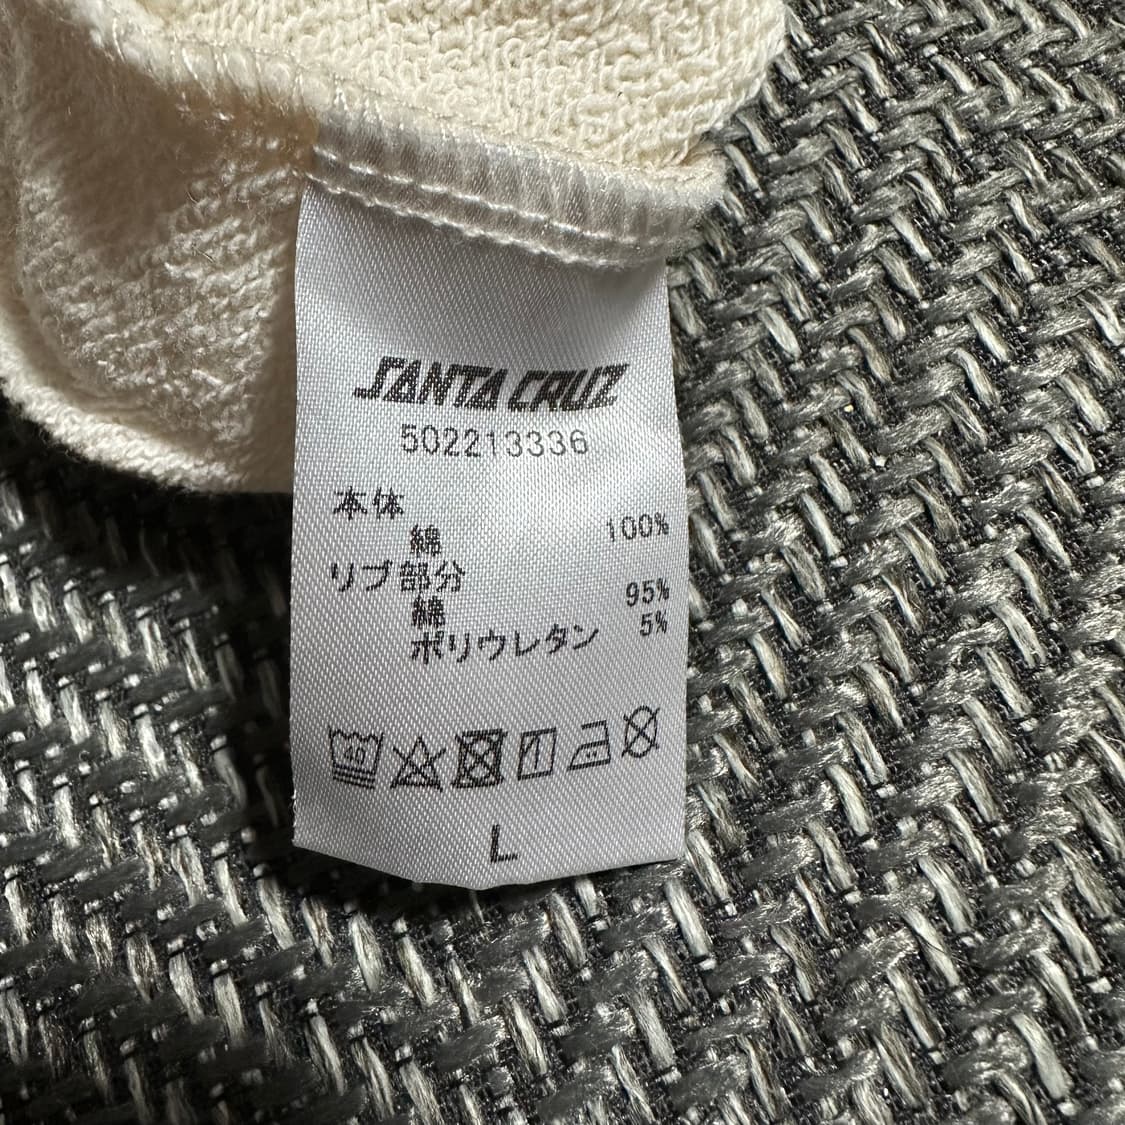 SANTA CRUZ
502213336
本体
綿 100%
リブ部分
綿 95%
ポリウレタン 5%
40
L